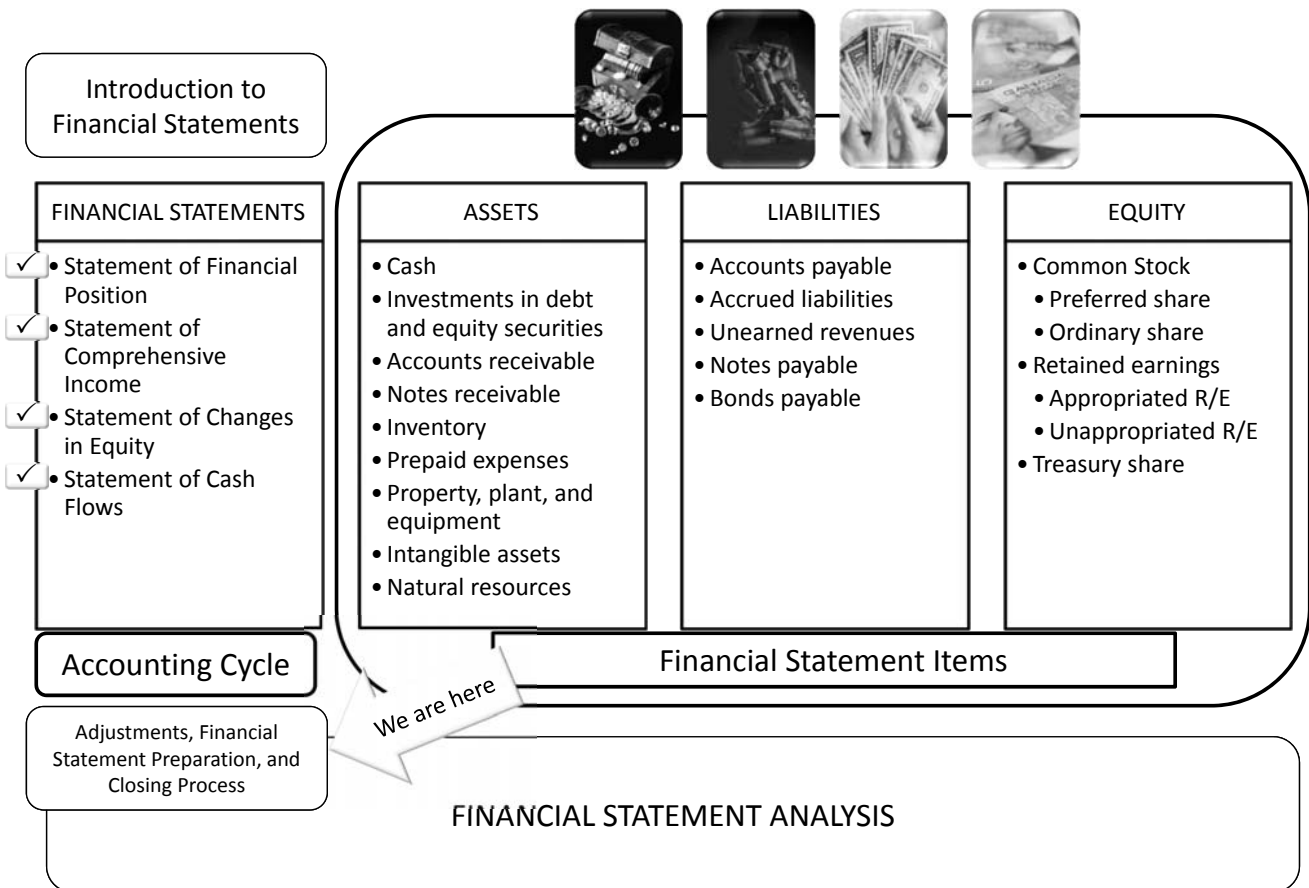 Introduction to
Financial Statements
FINANCIAL STATEMENTS
✓ • Statement of Financial
Position
✓ • Statement of
Comprehensive
Income
✓ • Statement of Changes
in Equity
✓ • Statement of Cash
Flows
ASSETS
• Cash
• Investments in debt
and equity securities
• Accounts receivable
• Notes receivable
• Inventory
• Prepaid expenses
• Property, plant, and
equipment
• Intangible assets
• Natural resources
LIABILITIES
• Accounts payable
• Accrued liabilities
• Unearned revenues
• Notes payable
• Bonds payable
EQUITY
• Common Stock
• Preferred share
• Ordinary share
• Retained earnings
• Appropriated R/E
• Unappropriated R/E
• Treasury share
Accounting Cycle
Financial Statement Items
We are here
Adjustments, Financial
Statement Preparation, and
Closing Process
FINANCIAL STATEMENT ANALYSIS